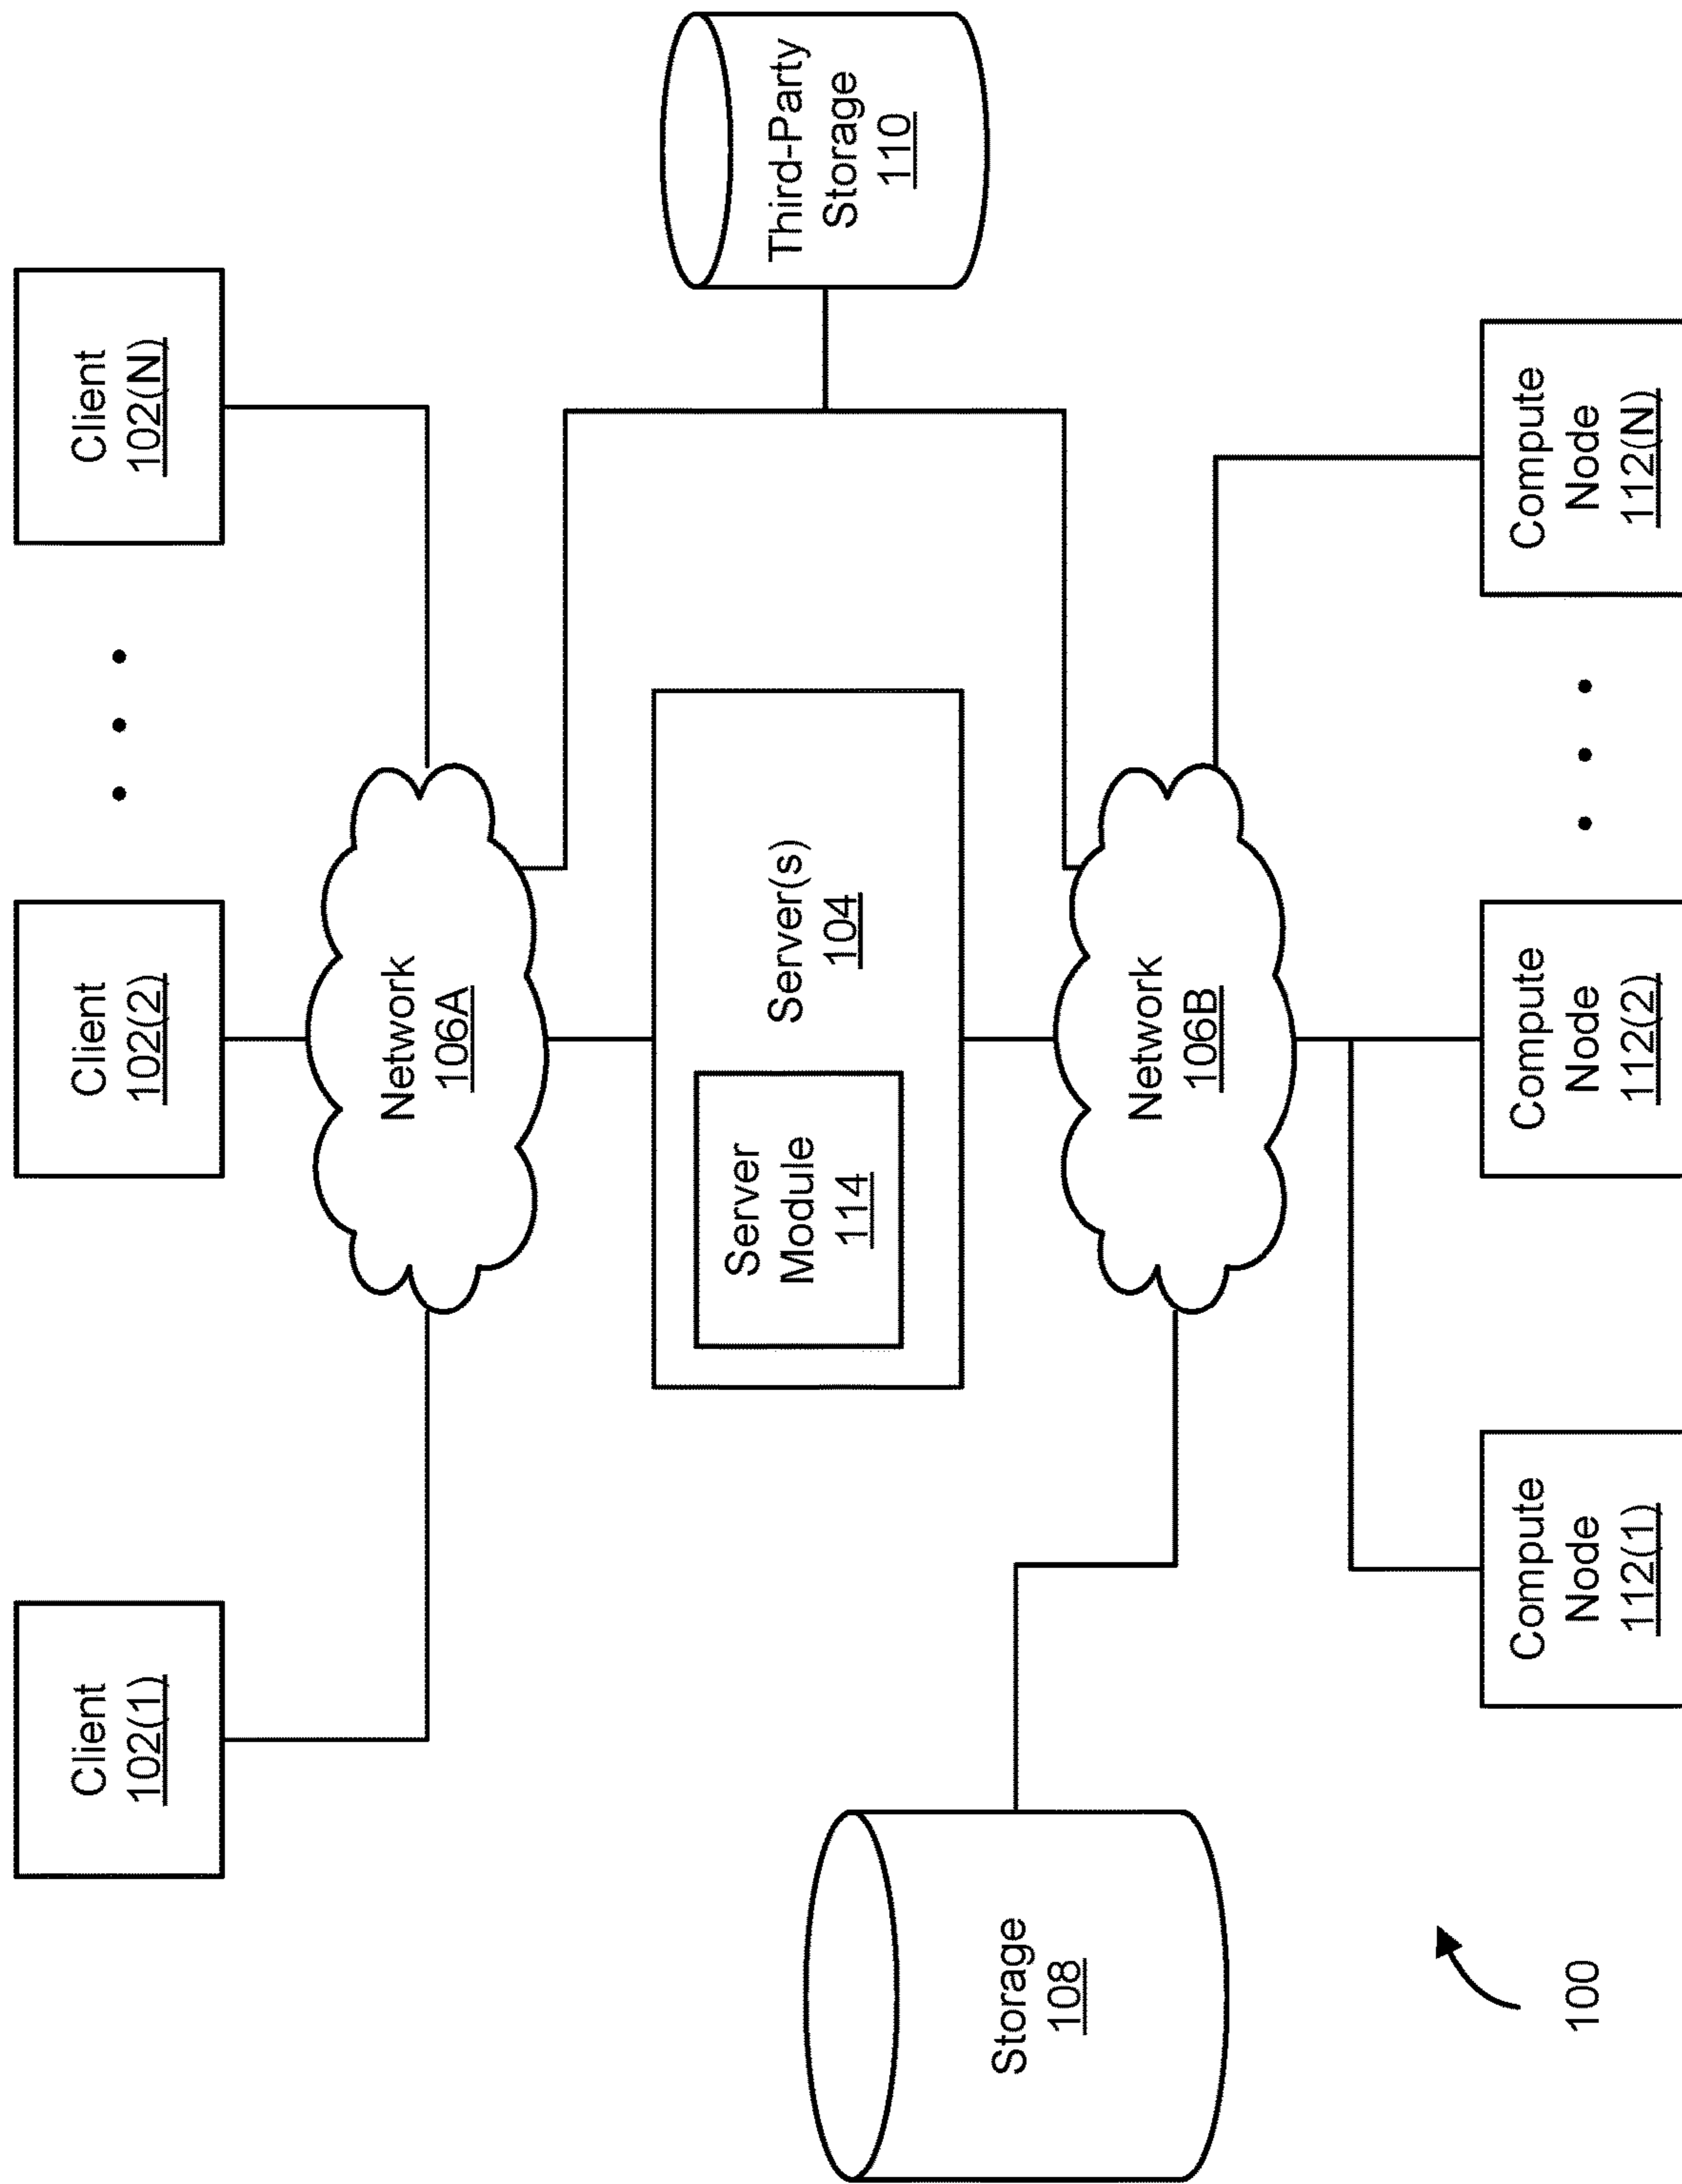 Client
102(1)
Client
102(2)
Client
102(N)
Network
106A
Third-Party
Storage
110
Server(s)
104
Server
Module
114
Storage
108
Network
106B
Compute
Node
112(1)
Compute
Node
112(2)
Compute
Node
112(N)
100